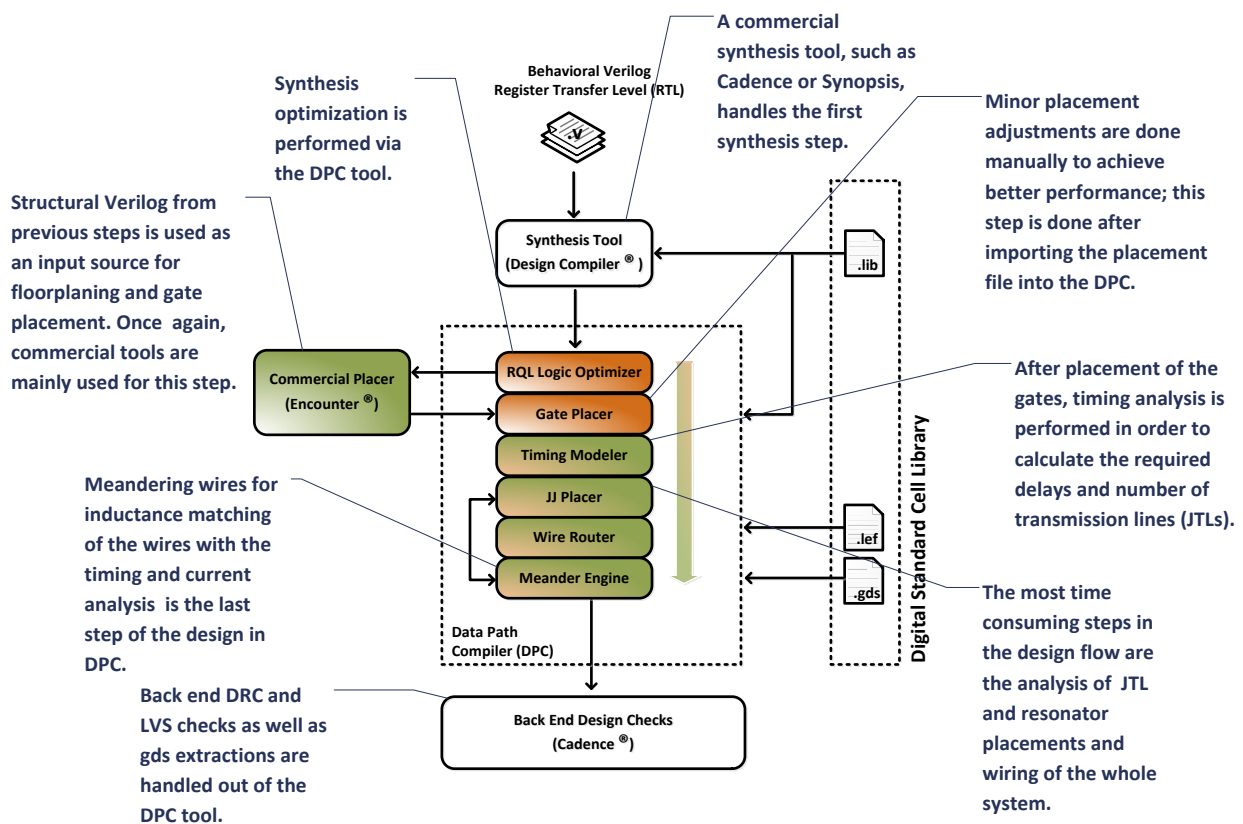 A commercial
synthesis tool, such as
Cadence or Synopsis,
handles the first
synthesis step.
Behavioral Verilog
Register Transfer Level (RTL)
.v
Synthesis
optimization is
performed via
the DPC tool.
Minor placement
adjustments are done
manually to achieve
better performance; this
step is done after
importing the placement
file into the DPC.
Structural Verilog from
previous steps is used as
an input source for
floorplaning and gate
placement. Once again,
commercial tools are
mainly used for this step.
Synthesis Tool
(Design Compiler ®)
.lib
Commercial Placer
(Encounter ®)
RQL Logic Optimizer
Gate Placer
Timing Modeler
JJ Placer
Wire Router
Meander Engine
Data Path
Compiler (DPC)
.lef
.gds
Digital Standard Cell Library
After placement of the
gates, timing analysis is
performed in order to
calculate the required
delays and number of
transmission lines (JTLs).
Meandering wires for
inductance matching
of the wires with the
timing and current
analysis is the last
step of the design in
DPC.
The most time
consuming steps in
the design flow are
the analysis of JTL
and resonator
placements and
wiring of the whole
system.
Back end DRC and
LVS checks as well as
gds extractions are
handled out of the
DPC tool.
Back End Design Checks
(Cadence ®)